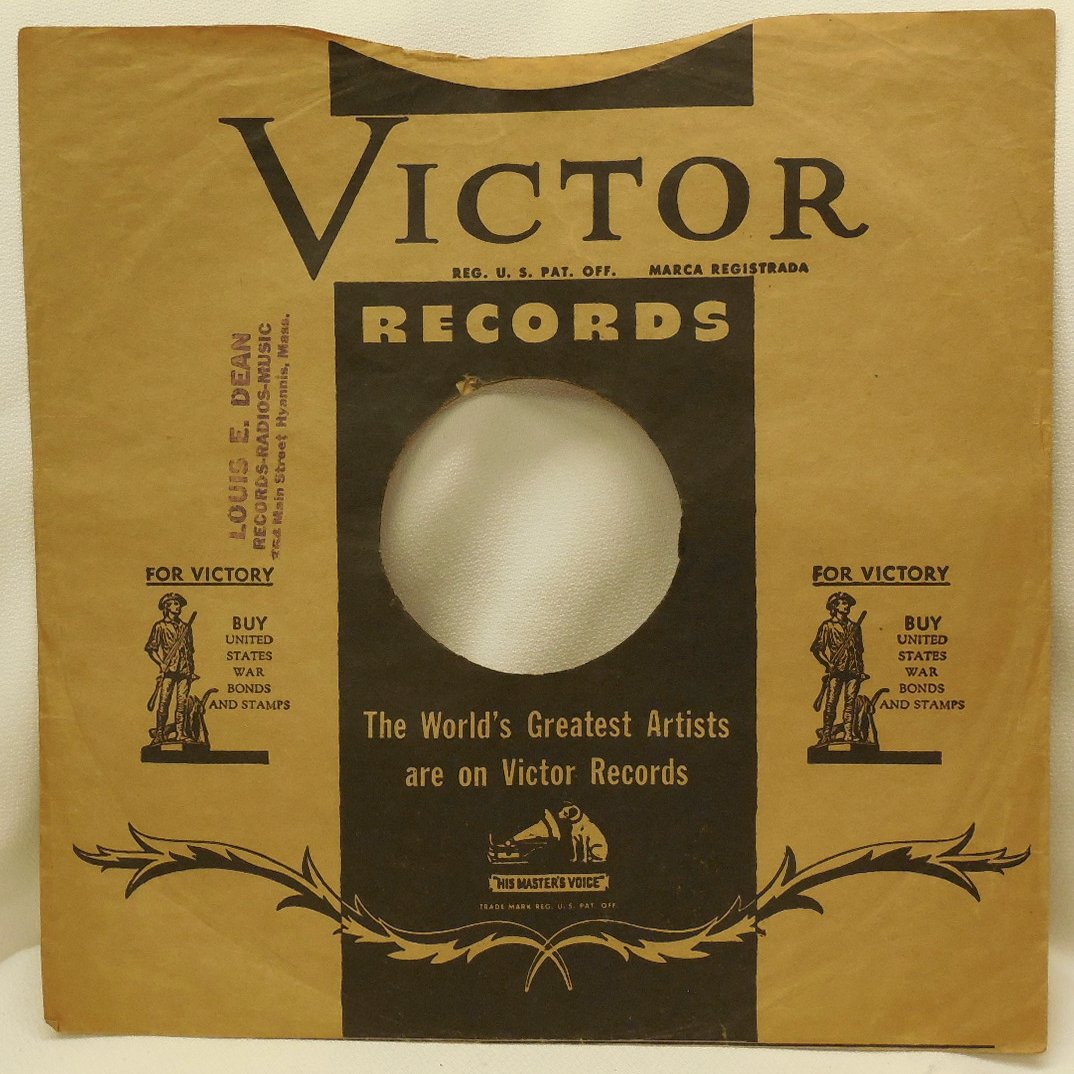 VICTOR
REG. U. S. PAT. OFF. MARCA REGISTRADA
RECORDS
LOUIS E. DEAN
RECORDS-RADIOS-MUSIC
Main Street Hyannis, Mass.
FOR VICTORY
BUY
UNITED
STATES
WAR
BONDS
AND STAMPS
FOR VICTORY
BUY
UNITED
STATES
WAR
BONDS
AND STAMPS
The World's Greatest Artists
are on Victor Records
"HIS MASTER'S VOICE"
TRADE MARK REG. U. S. PAT. OFF.